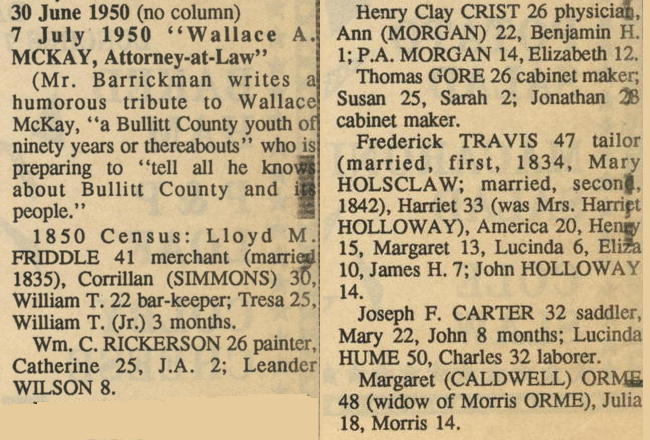 30 June 1950 (no column)
7 July 1950 "Wallace A.
McKAY, Attorney-at-Law"
(Mr. Barrickman writes a
humorous tribute to Wallace
McKay, "a Bullitt County youth of
ninety years or thereabouts" who is
preparing to "tell all he knows
about Bullitt County and its
people."
1850 Census: Lloyd M.
FRIDDLE 41 merchant (married
1835), Corrillan (SIMMONS) 30,
William T. 22 bar-keeper; Tresa 25,
William T. (Jr.) 3 months.
Wm. C. RICKERSON 26 painter,
Catherine 25, J.A. 2; Leander
WILSON 8.
Henry Clay CRIST 26 physician,
Ann (MORGAN) 22, Benjamin H.
1; P.A. MORGAN 14, Elizabeth 12.
Thomas GORE 26 cabinet maker;
Susan 25, Sarah 2; Jonathan
cabinet maker.
Frederick TRAVIS 47 tailor
(married, first, 1834, Mary
HOLSCLAW; married, second,
1842), Harriet 33 (was Mrs. Harriet
HOLLOWAY), America 20, Henry
15, Margaret 13, Lucinda 6, Eliza
10, James H. 7; John HOLLOWAY
14.
Joseph F. CARTER 32 saddler,
Mary 22, John 8 months; Lucinda
HUME 50, Charles 32 laborer.
Margaret (CALDWELL) ORME
48 (widow of Morris ORME), Julia
18, Morris 14.